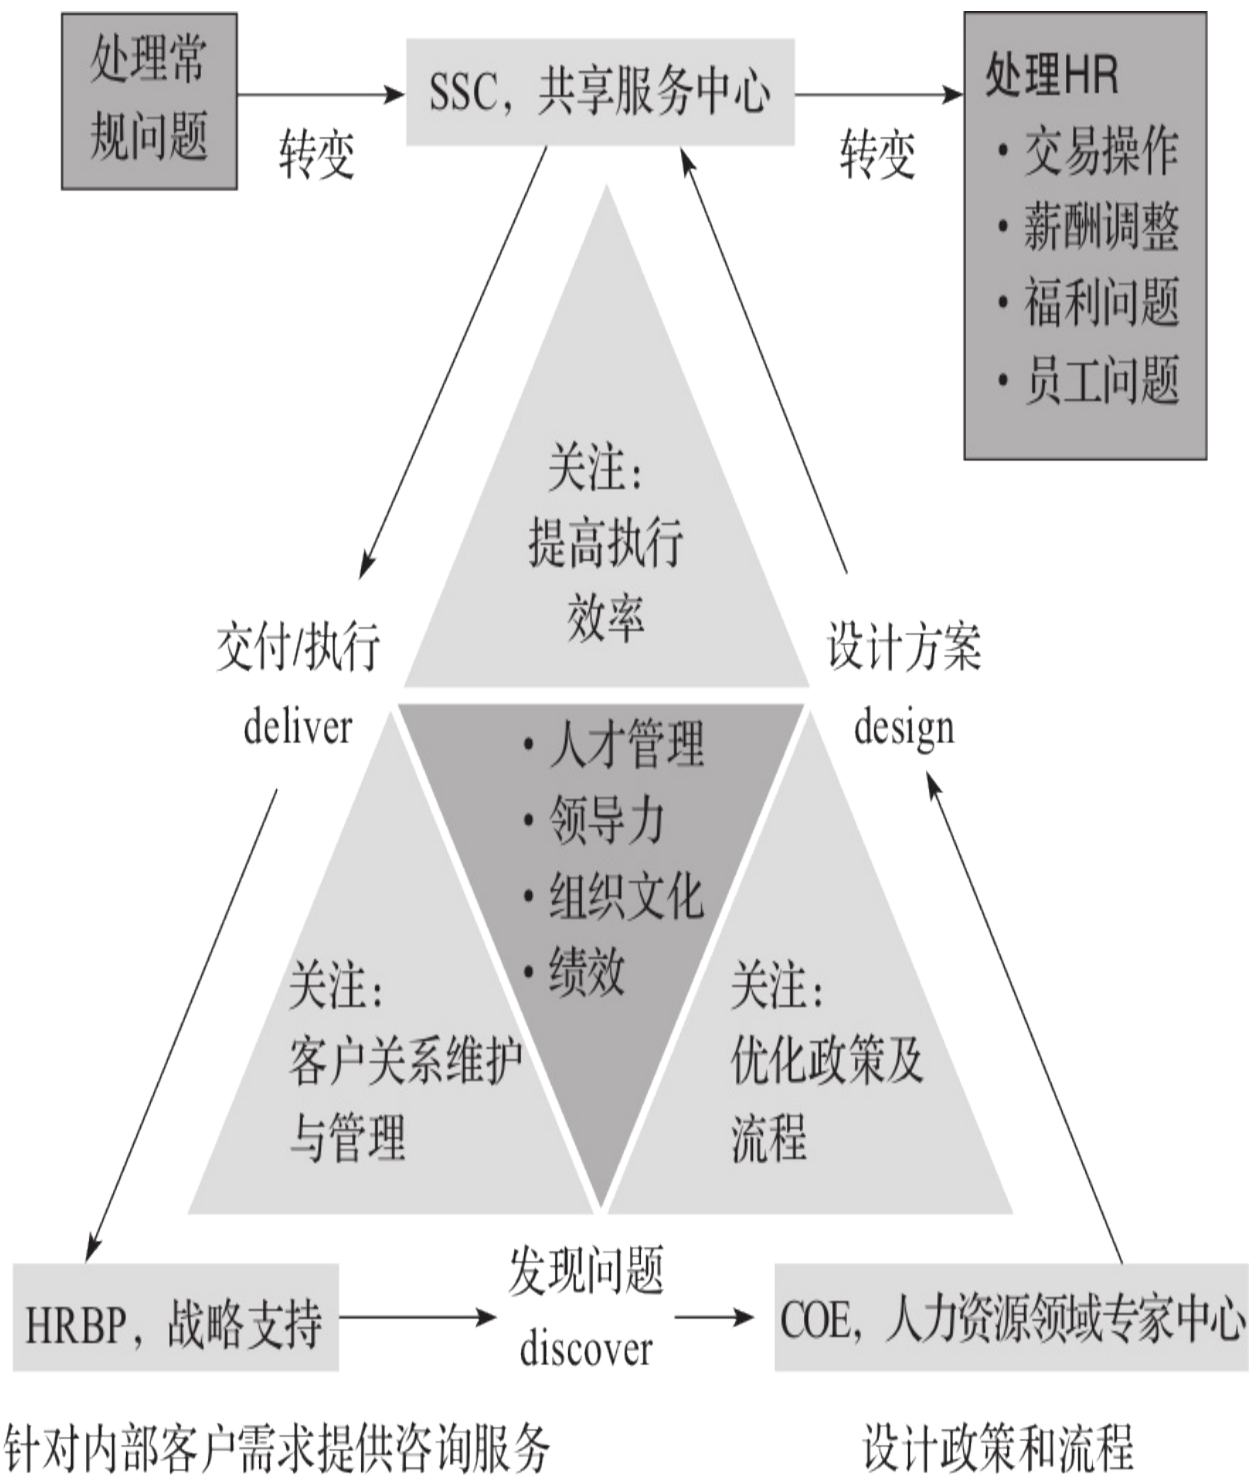 处理常
规问题
转变
SSC，共享服务中心
转变
处理HR
· 交易操作
· 薪酬调整
· 福利问题
· 员工问题
关注：
提高执行
效率
交付/执行
deliver
设计方案
design
· 人才管理
· 领导力
· 组织文化
· 绩效
关注：
客户关系维护
与管理
关注：
优化政策及
流程
HRBP，战略支持
发现问题
discover
COE，人力资源领域专家中心
针对内部客户需求提供咨询服务
设计政策和流程